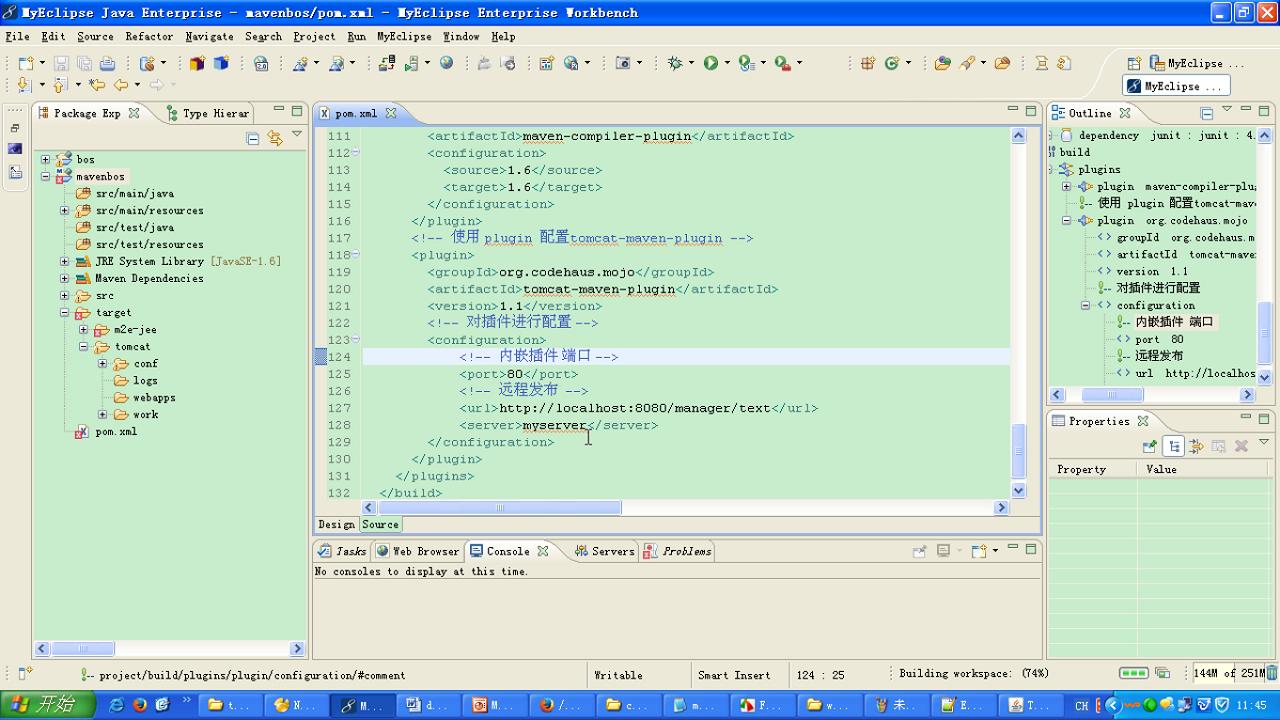 MyEclipse Java Enterprise - mavenbos/pom.xml - MyEclipse Enterprise Workbench
File Edit Source Refactor Navigate Search Project Run MyEclipse Window Help
MyEclipse ...
MyEclipse ...
Package Exp
Type Hierar
bos
mavenbos
src/main/java
src/main/resources
src/test/java
src/test/resources
JRE System Library [JavaSE-1.6]
Maven Dependencies
src
target
m2e-jee
tomcat
conf
logs
webapps
work
pom.xml
pom.xml
111 <artifactId>maven-compiler-plugin</artifactId>
112 <configuration>
113 <source>1.6</source>
114 <target>1.6</target>
115 </configuration>
116 </plugin>
117 <!-- 使用 plugin 配置tomcat-maven-plugin -->
118 <plugin>
119 <groupId>org.codehaus.mojo</groupId>
120 <artifactId>tomcat-maven-plugin</artifactId>
121 <version>1.1</version>
122 <!-- 对插件进行配置 -->
123 <configuration>
124 <!-- 内嵌插件 端口 -->
125 <port>80</port>
126 <!-- 远程发布 -->
127 <url>http://localhost:8080/manager/text</url>
128 <server>myserver</server>
129 </configuration>
130 </plugin>
131 </plugins>
132 </build>
Design Source
Outline
dependency junit : junit : 4.
build
plugins
plugin maven-compiler-plu
使用 plugin 配置tomcat-mave
plugin org.codehaus.mojo
groupId org.codehaus.m
artifactId tomcat-mave
version 1.1
对插件进行配置
configuration
内嵌插件 端口
port 80
远程发布
url http://localhos
Properties
Property Value
Tasks Web Browser Console Servers Problems
No consoles to display at this time.
project/build/plugins/plugin/configuration/#comment
Writable
Smart Insert
124 : 25
Building workspace: (74%)
144M of 251M
开始
t...
N...
M...
d...
M...
/...
c...
m...
F...
w...
未...
E...
T...
CH
11:45